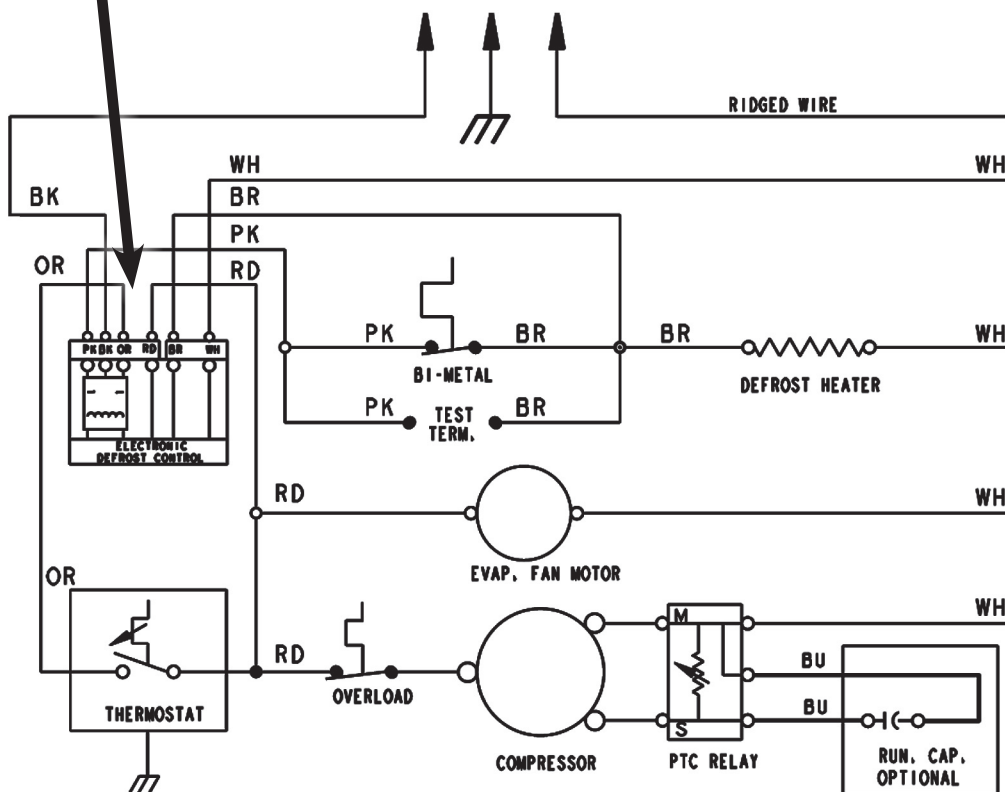 RIDGED WIRE
WH
WH
BK
BR
PK
OR
RD
PK BK OR RD BR WH
PK
BR
BR
WH
BI-METAL
DEFROST HEATER
PK
TEST
TERM.
BR
ELECTRONIC
DEFROST CONTROL
RD
WH
EVAP. FAN MOTOR
OR
WH
M
RD
BU
OVERLOAD
BU
THERMOSTAT
S
COMPRESSOR
PTC RELAY
RUN. CAP.
OPTIONAL